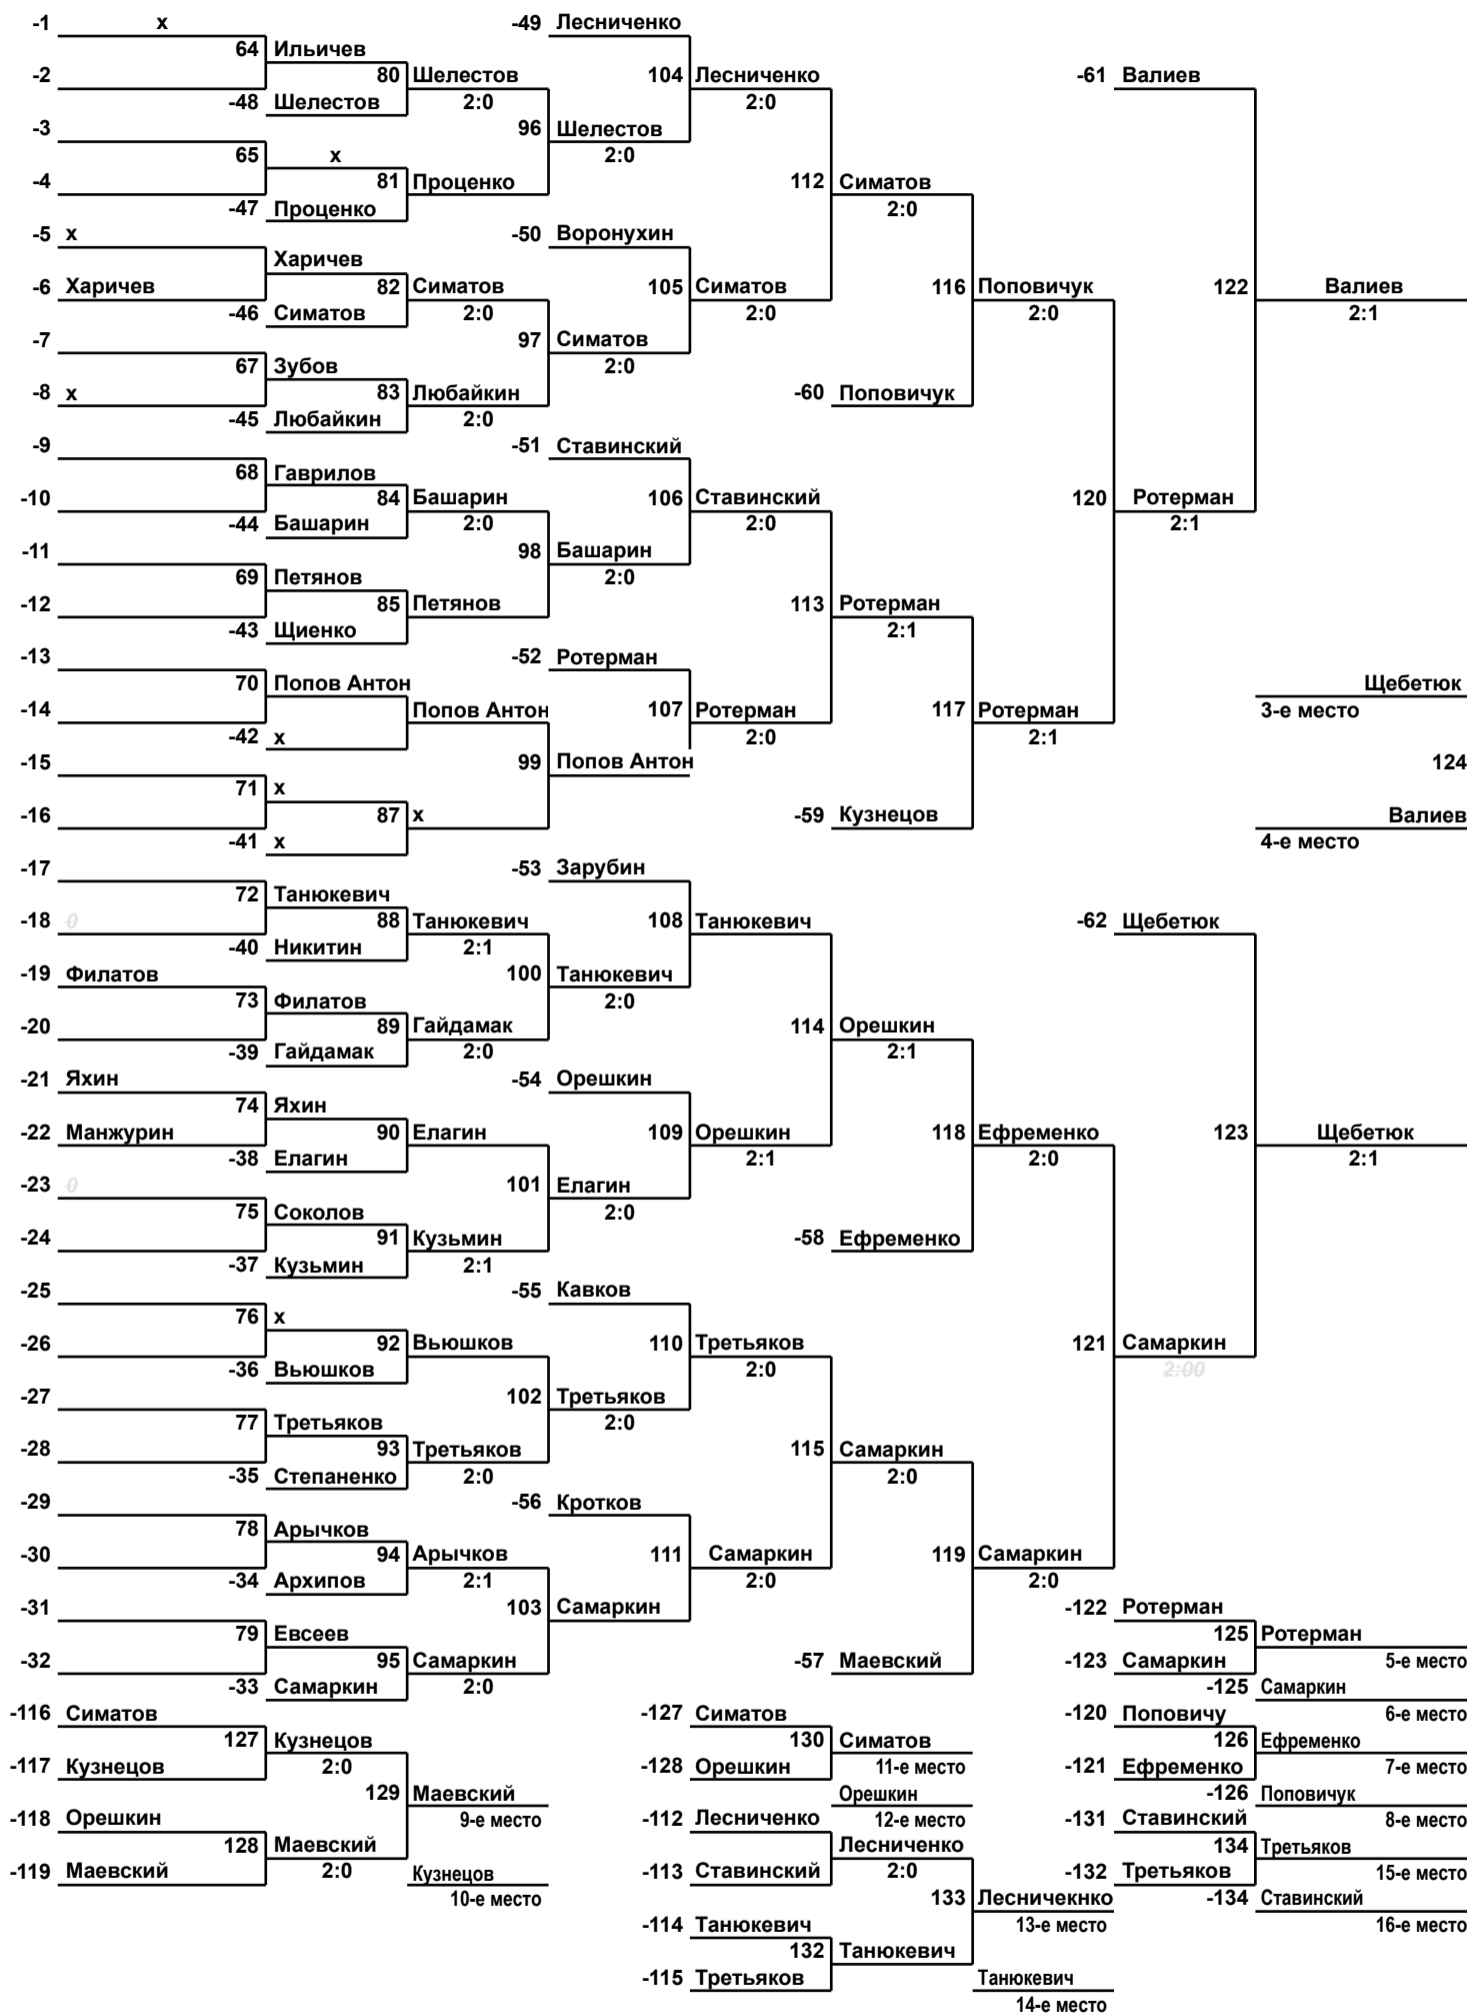 -1 x -49 Лесниченко
64 Ильичев
-2 80 Шелестов 104 Лесниченко -61 Валиев
-48 Шелестов 2:0 2:0
-3 96 Шелестов
65 x 2:0
-4 81 Проценко 112 Симатов
-47 Проценко 2:0
-5 x -50 Воронухин
Харичев
-6 Харичев 82 Симатов 105 Симатов 116 Поповичук 122 Валиев
-46 Симатов 2:0 2:0 2:0 2:1
-7 97 Симатов
67 Зубов 2:0
-8 x 83 Любайкин -60 Поповичук
-45 Любайкин 2:0
-9 -51 Ставинский
68 Гаврилов
-10 84 Башарин 106 Ставинский 120 Ротерман
-44 Башарин 2:0 2:0 2:1
-11 98 Башарин
69 Петянов 2:0
-12 85 Петянов 113 Ротерман
-43 Щиенко 2:1
-13 -52 Ротерман
70 Попов Антон Щебетюк
-14 Попов Антон 107 Ротерман 117 Ротерман 3-е место
-42 x 2:0 2:1
-15 99 Попов Антон 124
71 x
-16 87 x -59 Кузнецов Валиев
-41 x 4-е место
-17 -53 Зарубин
72 Танюкевич
-18 0 88 Танюкевич 108 Танюкевич -62 Щебетюк
-40 Никитин 2:1
-19 Филатов 100 Танюкевич
73 Филатов 2:0
-20 89 Гайдамак 114 Орешкин
-39 Гайдамак 2:0 2:1
-21 Яхин -54 Орешкин
74 Яхин
-22 Манжурин 90 Елагин 109 Орешкин 118 Ефременко 123 Щебетюк
-38 Елагин 2:1 2:0 2:1
-23 0 101 Елагин
75 Соколов 2:0
-24 91 Кузьмин -58 Ефременко
-37 Кузьмин 2:1
-25 -55 Кавков
76 x
-26 92 Вьюшков 110 Третьяков 121 Самаркин
-36 Вьюшков 2:0 2:00
-27 102 Третьяков
77 Третьяков 2:0
-28 93 Третьяков 115 Самаркин
-35 Степаненко 2:0 2:0
-29 -56 Кротков
78 Арычков
-30 94 Арычков 111 Самаркин 119 Самаркин
-34 Архипов 2:1 2:0 2:0
-31 103 Самаркин -122 Ротерман
79 Евсеев 125 Ротерман
-32 95 Самаркин -57 Маевский -123 Самаркин 5-е место
-33 Самаркин 2:0 -125 Самаркин
-116 Симатов -127 Симатов -120 Поповичу 6-е место
127 Кузнецов 130 Симатов 126 Ефременко
-117 Кузнецов 2:0 -128 Орешкин 11-е место -121 Ефременко 7-е место
129 Маевский Орешкин -126 Поповичук
-118 Орешкин 9-е место -112 Лесниченко 12-е место -131 Ставинский 8-е место
128 Маевский Лесниченко 134 Третьяков
-119 Маевский 2:0 Кузнецов -113 Ставинский 2:0 -132 Третьяков 15-е место
10-е место 133 Лесничекнко -134 Ставинский
-114 Танюкевич 13-е место 16-е место
132 Танюкевич
-115 Третьяков Танюкевич
14-е место